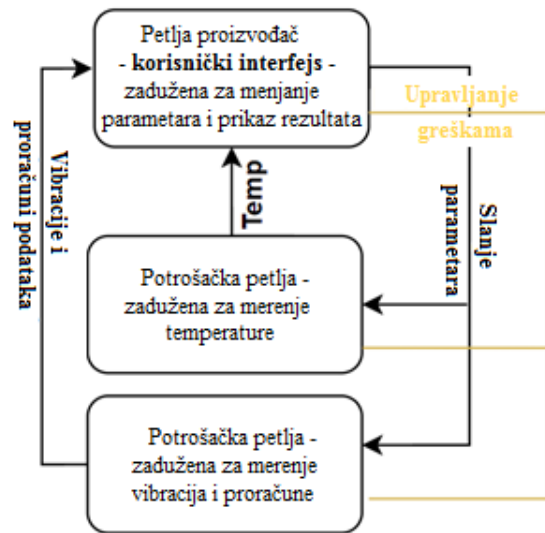 Petlja proizvođač
- korisnički interfejs -
zadužena za menjanje
parametara i prikaz rezultata
Upravljanje
greškama
Vibracije i
proračuni podataka
Temp
Slanje
parametara
Potrošačka petlja -
zadužena za merenje
temperature
Potrošačka petlja -
zadužena za merenje
vibracija i proračune